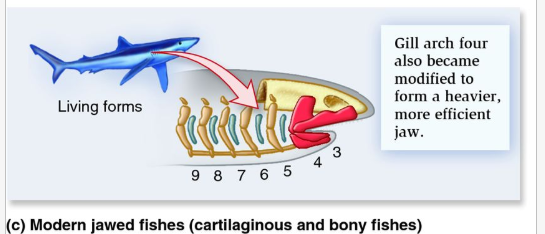 Gill arch four
also became
modified to
form a heavier,
more efficient
jaw.
Living forms
3
4
9 8 7 6 5
(c) Modern jawed fishes (cartilaginous and bony fishes)